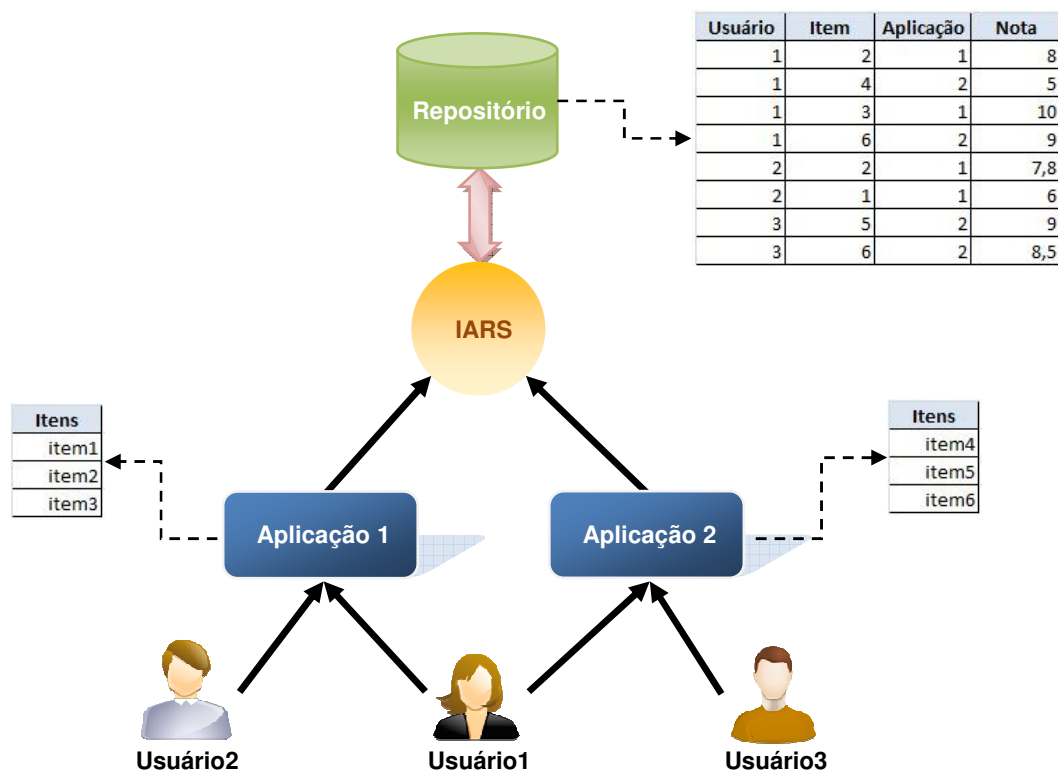 Usuário Item Aplicação Nota
1 2 1 8
1 4 2 5
1 3 1 10
1 6 2 9
2 2 1 7,8
2 1 1 6
3 5 2 9
3 6 2 8,5
Repositório
IARS
Itens
item1
item2
item3
Itens
item4
item5
item6
Aplicação 1
Aplicação 2
Usuário2
Usuário1
Usuário3